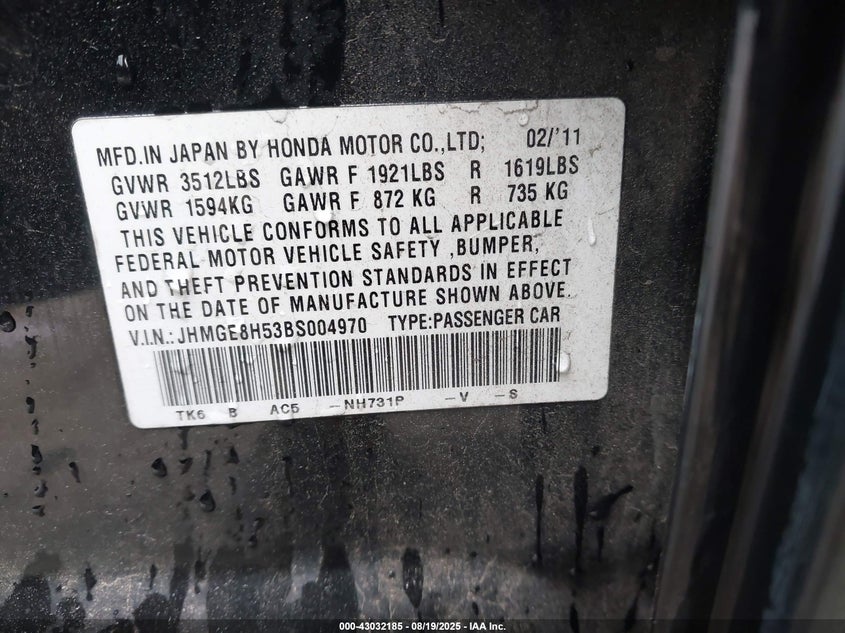 MFD.IN JAPAN BY HONDA MOTOR CO.,LTD; 02/'11
GVWR 3512LBS GAWR F 1921LBS R 1619LBS
GVWR 1594KG GAWR F 872 KG R 735 KG
THIS VEHICLE CONFORMS TO ALL APPLICABLE
FEDERAL MOTOR VEHICLE SAFETY ,BUMPER,
AND THEFT PREVENTION STANDARDS IN EFFECT
ON THE DATE OF MANUFACTURE SHOWN ABOVE.
V.I.N.: JHMGE8H53BS004970 TYPE:PASSENGER CAR
TK6 B AC5 -NH731P -V -S
000-43032185 - 08/19/2025 - IAA Inc.